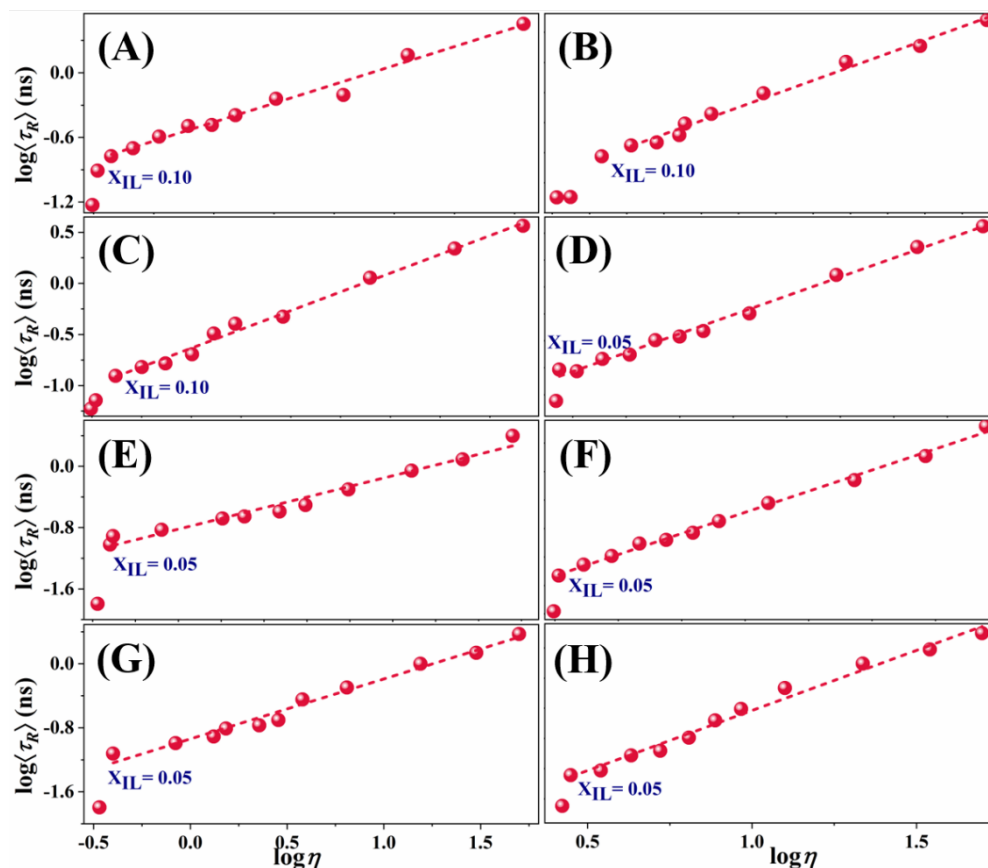 (A)
(B)
0.0
-0.6
-1.2
log⟨τR⟩ (ns)
XIL= 0.10
XIL= 0.10
(C)
(D)
0.5
0.0
-0.5
-1.0
log⟨τR⟩ (ns)
XIL= 0.10
XIL= 0.05
(E)
(F)
0.0
-0.8
-1.6
log⟨τR⟩ (ns)
XIL= 0.05
XIL= 0.05
(G)
(H)
0.0
-0.8
-1.6
log⟨τR⟩ (ns)
XIL= 0.05
XIL= 0.05
-0.5 0.0 0.5 1.0 1.5
0.5 1.0 1.5
logη
logη